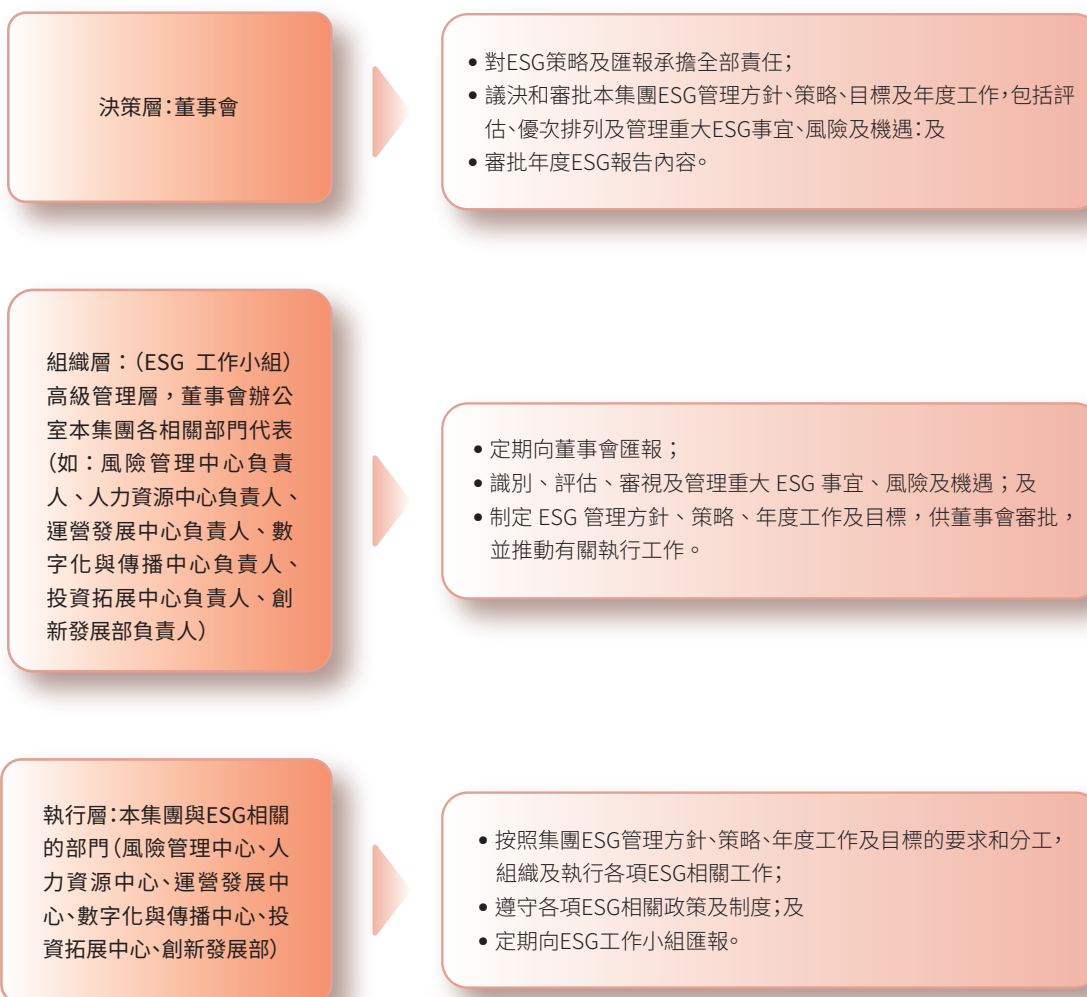 決策層：董事會
• 對ESG策略及匯報承擔全部責任；
• 議決和審批本集團ESG管理方針、策略、目標及年度工作，包括評
估、優次排列及管理重大ESG事宜、風險及機遇：及
• 審批年度ESG報告內容。
組織層：（ESG 工作小組）
高級管理層，董事會辦公
室本集團各相關部門代表
（如：風險管理中心負責
人、人力資源中心負責人、
運營發展中心負責人、數
字化與傳播中心負責人、
投資拓展中心負責人、創
新發展部負責人）
• 定期向董事會匯報；
• 識別、評估、審視及管理重大 ESG 事宜、風險及機遇；及
• 制定 ESG 管理方針、策略、年度工作及目標，供董事會審批，
並推動有關執行工作。
執行層：本集團與ESG相關
的部門（風險管理中心、人
力資源中心、運營發展中
心、數字化與傳播中心、投
資拓展中心、創新發展部）
• 按照集團ESG管理方針、策略、年度工作及目標的要求和分工，
組織及執行各項ESG相關工作；
• 遵守各項ESG相關政策及制度；及
• 定期向ESG工作小組匯報。